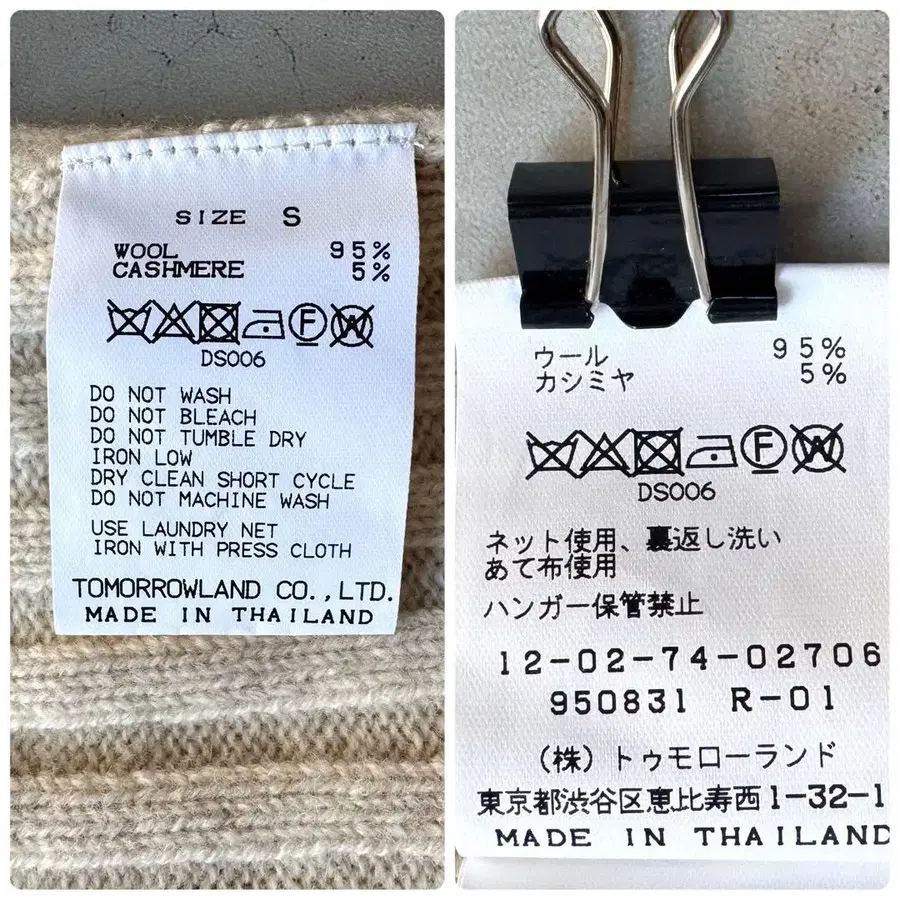 SIZE S
WOOL 95%
CASHMERE 5%
F W
DS006
DO NOT WASH
DO NOT BLEACH
DO NOT TUMBLE DRY
IRON LOW
DRY CLEAN SHORT CYCLE
DO NOT MACHINE WASH
USE LAUNDRY NET
IRON WITH PRESS CLOTH
TOMORROWLAND CO.,LTD.
MADE IN THAILAND
ウール 95%
カシミヤ 5%
F W
DS006
ネット使用、裏返し洗い
あて布使用
ハンガー保管禁止
12-02-74-02706
950831 R-01
(株)トゥモローランド
東京都渋谷区恵比寿西1-32-1
MADE IN THAILAND